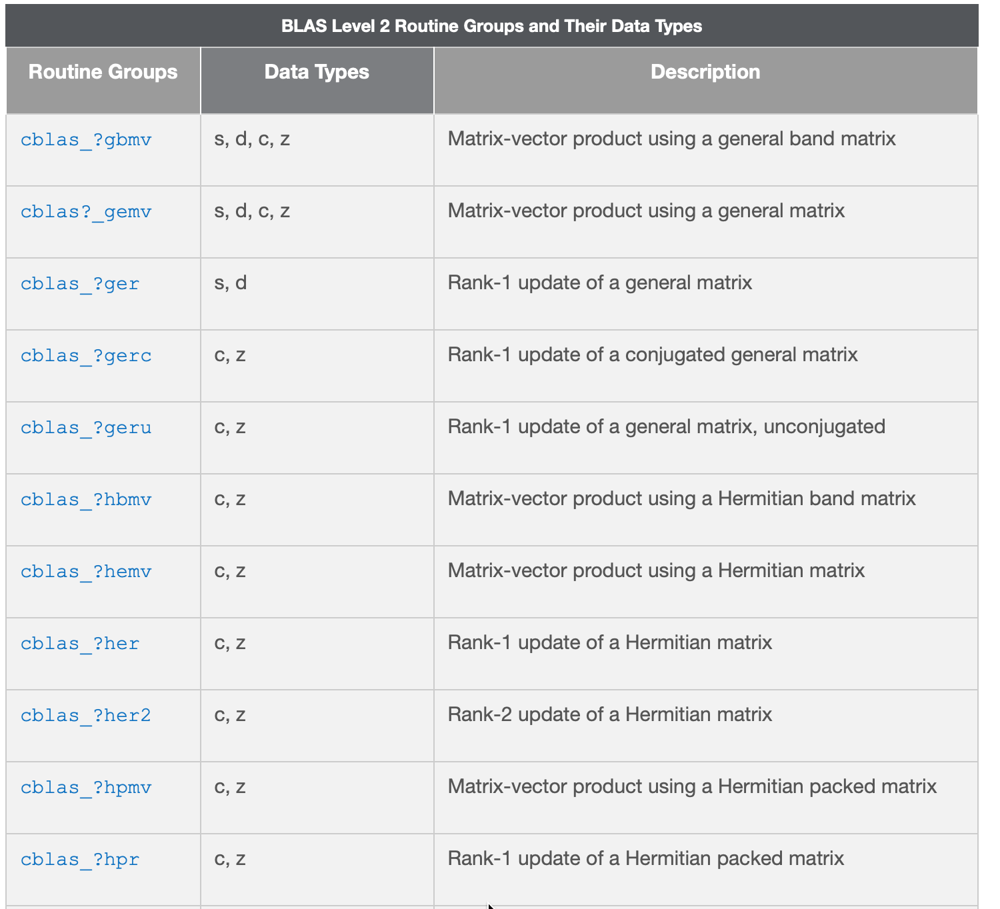 BLAS Level 2 Routine Groups and Their Data Types
Routine Groups Data Types Description
cblas_?gbmv s, d, c, z Matrix-vector product using a general band matrix
cblas?_gemv s, d, c, z Matrix-vector product using a general matrix
cblas_?ger s, d Rank-1 update of a general matrix
cblas_?gerc c, z Rank-1 update of a conjugated general matrix
cblas_?geru c, z Rank-1 update of a general matrix, unconjugated
cblas_?hbmv c, z Matrix-vector product using a Hermitian band matrix
cblas_?hemv c, z Matrix-vector product using a Hermitian matrix
cblas_?her c, z Rank-1 update of a Hermitian matrix
cblas_?her2 c, z Rank-2 update of a Hermitian matrix
cblas_?hpmv c, z Matrix-vector product using a Hermitian packed matrix
cblas_?hpr c, z Rank-1 update of a Hermitian packed matrix